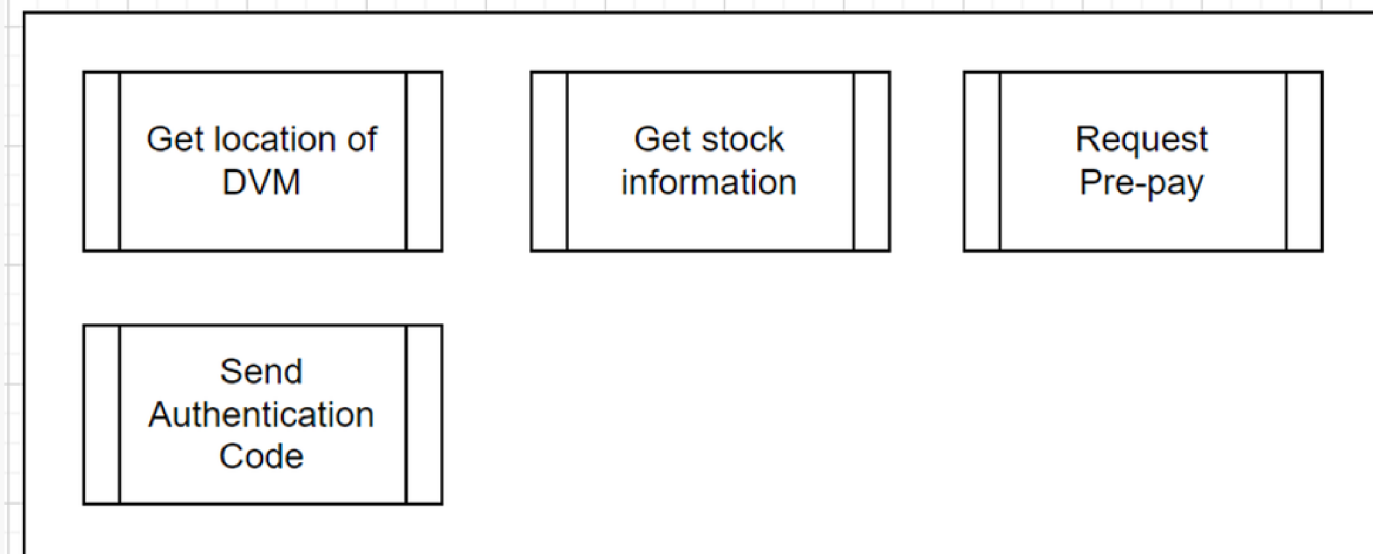 Get location of
DVM
Get stock
information
Request
Pre-pay
Send
Authentication
Code